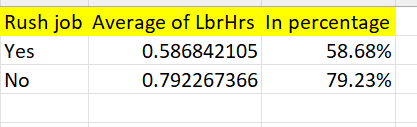 Rush job Average of LbrHrs In percentage
Yes 0.586842105 58.68%
No 0.792267366 79.23%